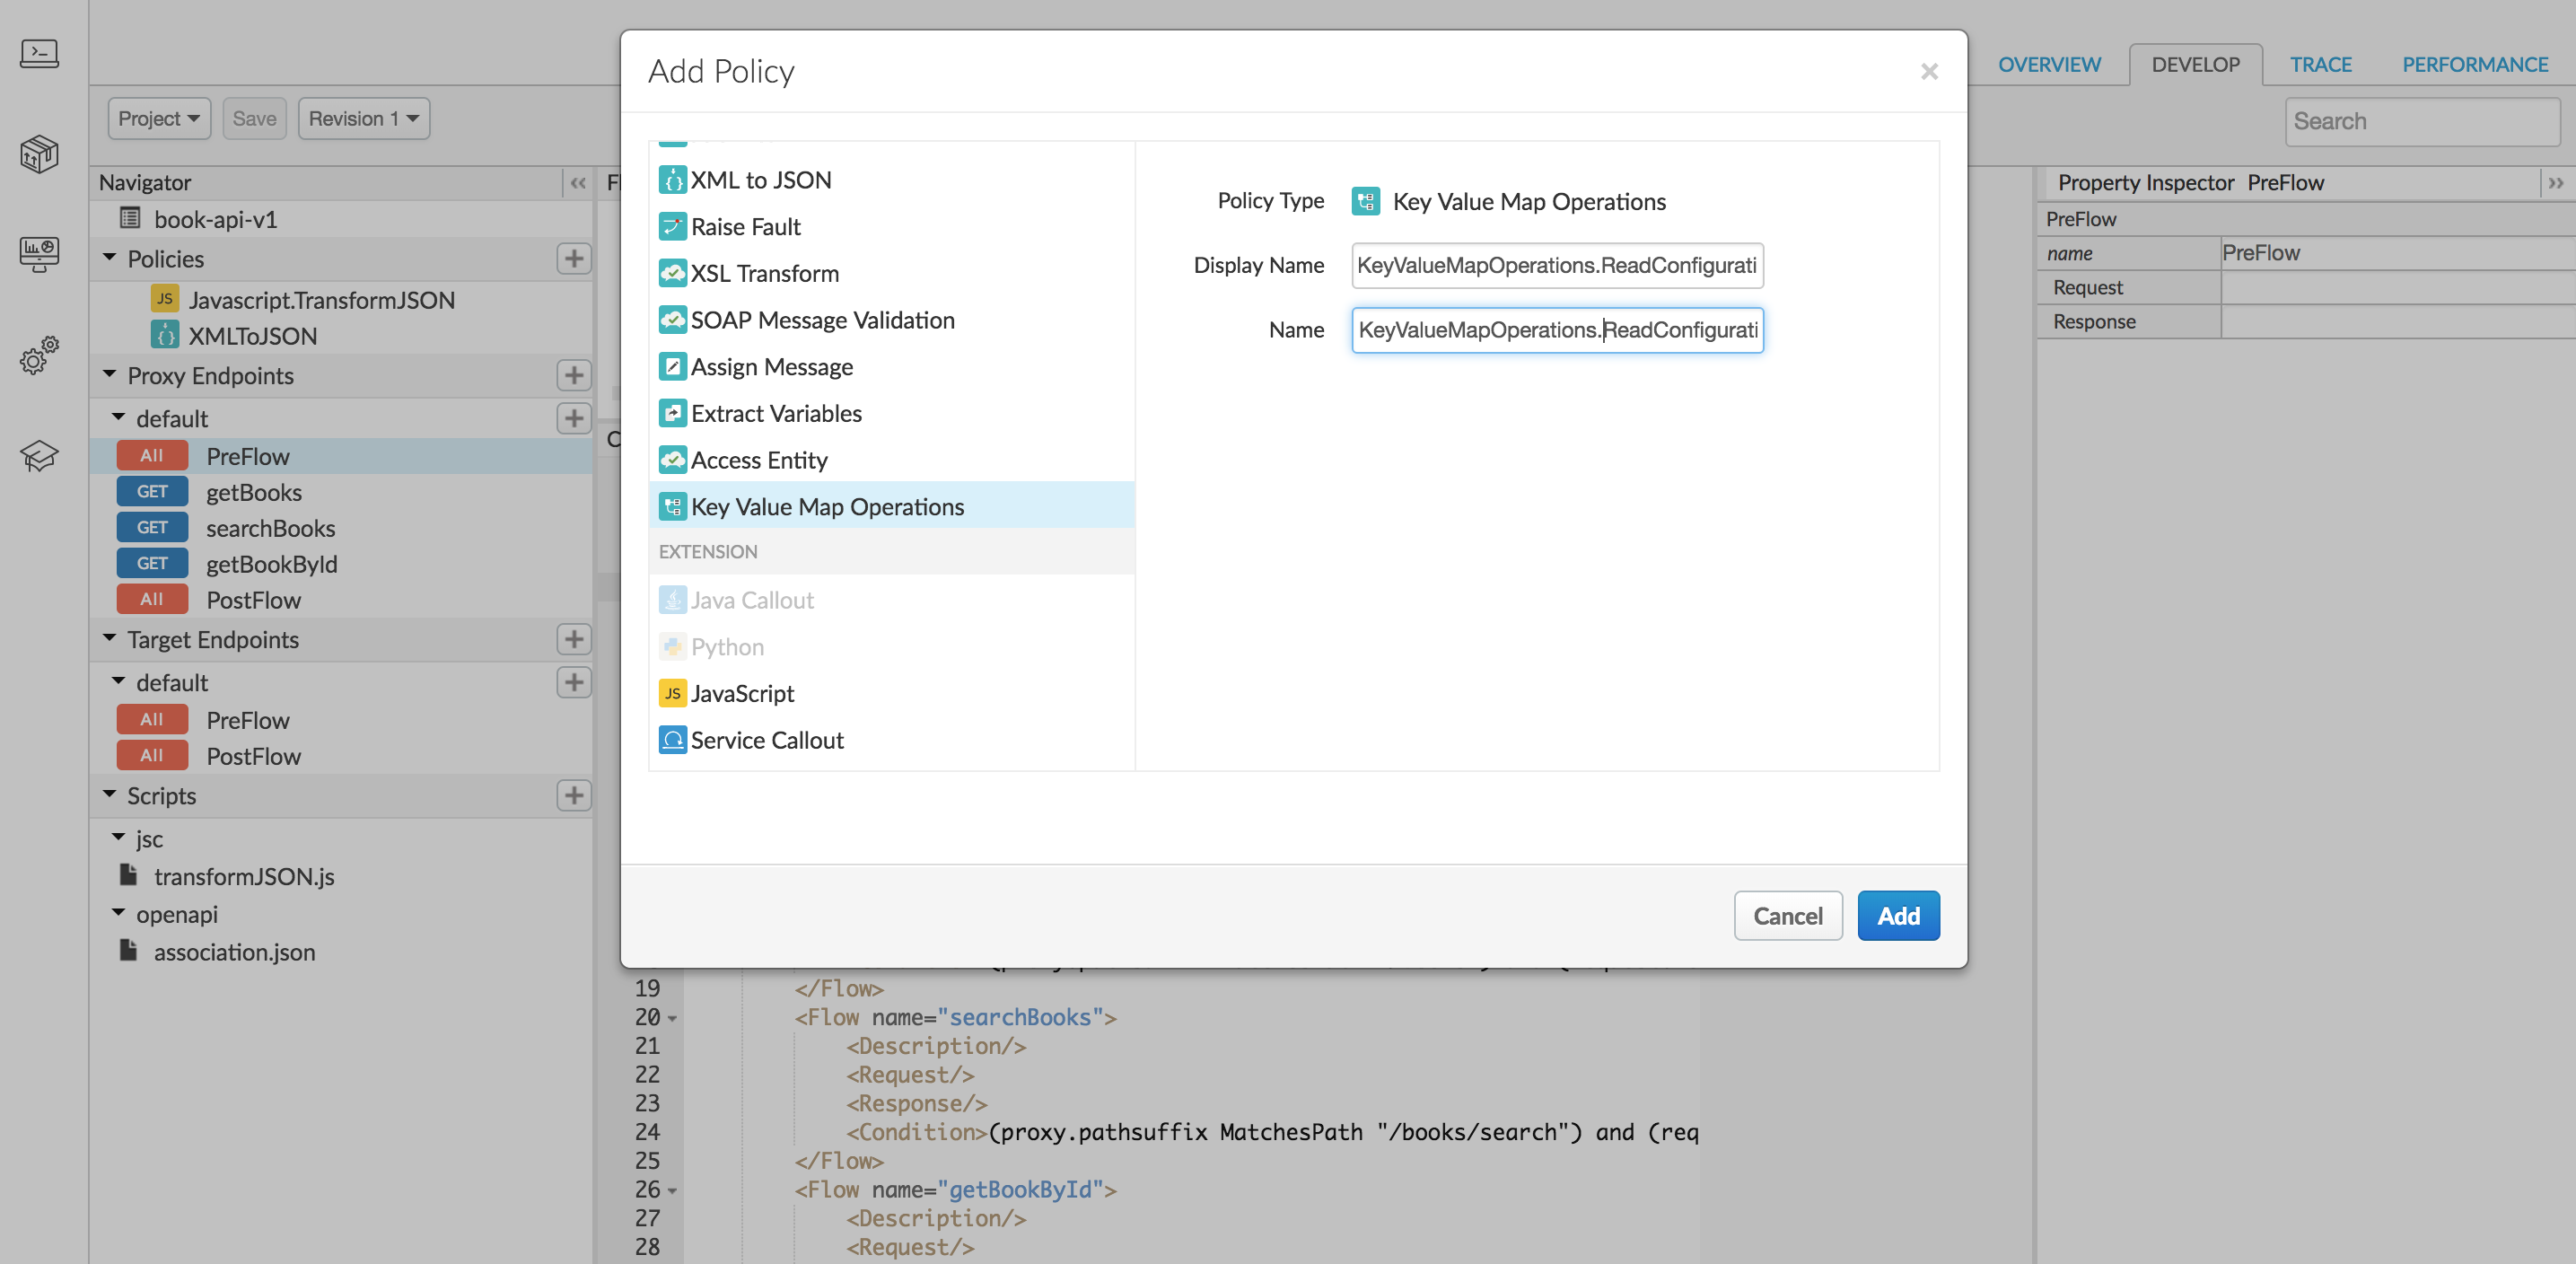 Add Policy
×
OVERVIEW
DEVELOP
TRACE
PERFORMANCE
Project
Save
Revision 1
Search
Navigator
book-api-v1
Policies
JS Javascript.TransformJSON
XMLToJSON
Proxy Endpoints
default
All PreFlow
GET getBooks
GET searchBooks
GET getBookById
All PostFlow
Target Endpoints
default
All PreFlow
All PostFlow
Scripts
jsc
transformJSON.js
openapi
association.json
XML to JSON
Raise Fault
XSL Transform
SOAP Message Validation
Assign Message
Extract Variables
Access Entity
Key Value Map Operations
EXTENSION
Java Callout
Python
JS JavaScript
Service Callout
Policy Type Key Value Map Operations
Display Name KeyValueMapOperations.ReadConfigurati
Name KeyValueMapOperations.ReadConfigurati
Cancel
Add
Property Inspector PreFlow
PreFlow
name PreFlow
Request
Response
19 </Flow>
20 <Flow name="searchBooks">
21 <Description/>
22 <Request/>
23 <Response/>
24 <Condition>(proxy.pathsuffix MatchesPath "/books/search") and (req
25 </Flow>
26 <Flow name="getBookById">
27 <Description/>
28 <Request/>